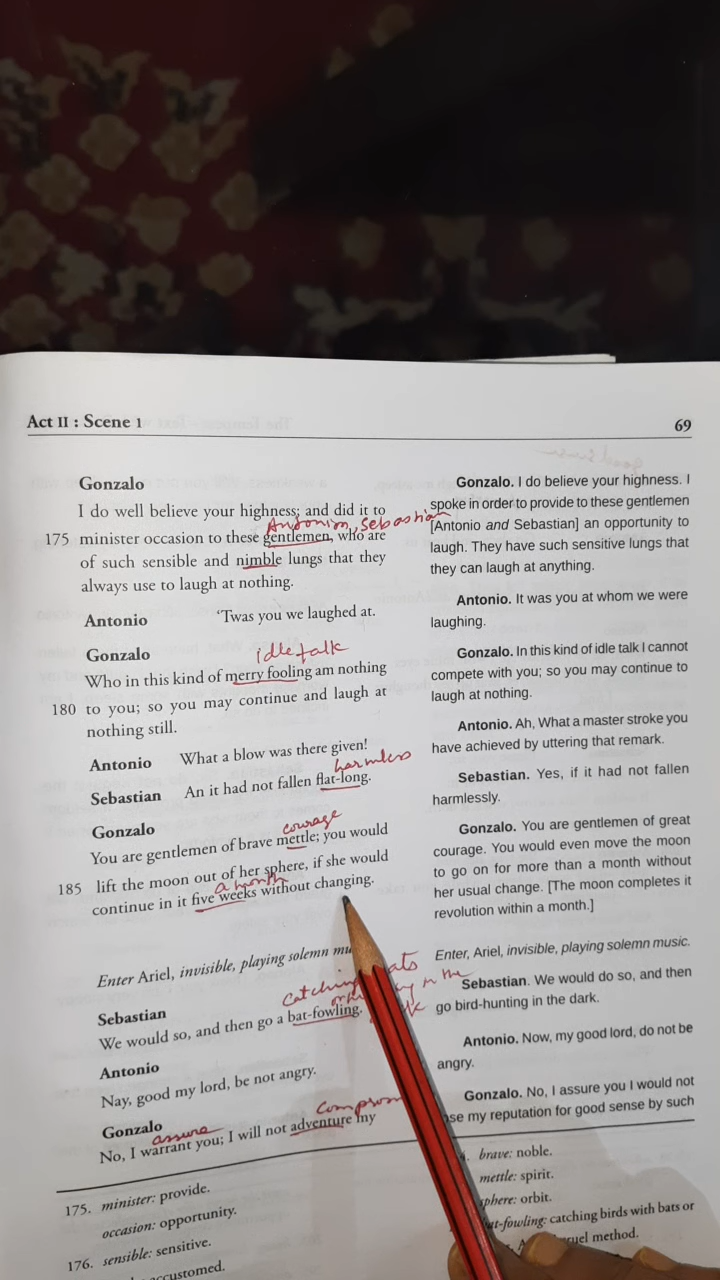 Act II : Scene 1
69
Gonzalo
I do well believe your highness; and did it to
Antonion, Sebastian
175 minister occasion to these gentlemen, who are
of such sensible and nimble lungs that they
always use to laugh at nothing.
Antonio 'Twas you we laughed at.
Gonzalo
idle talk
Who in this kind of merry fooling am nothing
180 to you; so you may continue and laugh at
nothing still.
Antonio What a blow was there given!
harmless
Sebastian An it had not fallen flat-long.
Gonzalo
courage
You are gentlemen of brave mettle; you would
lift the moon out of her sphere, if she would
a month
185 continue in it five weeks without changing.
Enter Ariel, invisible, playing solemn mu
Catching
Sebastian
We would so, and then go a bat-fowling.
Antonio
Nay, good my lord, be not angry.
Gonzalo
assure
comprom
No, I warrant you; I will not adventure my
Gonzalo. I do believe your highness. I
spoke in order to provide to these gentlemen
[Antonio and Sebastian] an opportunity to
laugh. They have such sensitive lungs that
they can laugh at anything.
Antonio. It was you at whom we were
laughing.
Gonzalo. In this kind of idle talk I cannot
compete with you; so you may continue to
laugh at nothing.
Antonio. Ah, What a master stroke you
have achieved by uttering that remark.
Sebastian. Yes, if it had not fallen
harmlessly.
Gonzalo. You are gentlemen of great
courage. You would even move the moon
to go on for more than a month without
her usual change. [The moon completes it
revolution within a month.]
Enter, Ariel, invisible, playing solemn music.
Sebastian. We would do so, and then
go bird-hunting in the dark.
Antonio. Now, my good lord, do not be
angry.
Gonzalo. No, I assure you I would not
se my reputation for good sense by such
175. minister: provide.
occasion: opportunity.
176. sensible: sensitive.
ccustomed.
brave: noble.
mettle: spirit.
sphere: orbit.
t-fowling: catching birds with bats or
uel method.